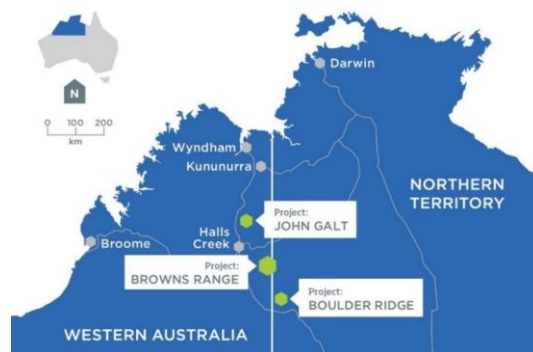 Darwin
N
0 100 200
km
Wyndham
Kununurra
NORTHERN
TERRITORY
Project:
JOHN GALT
Halls
Creek
Broome
Project:
BROWNS RANGE
Project:
BOULDER RIDGE
WESTERN AUSTRALIA